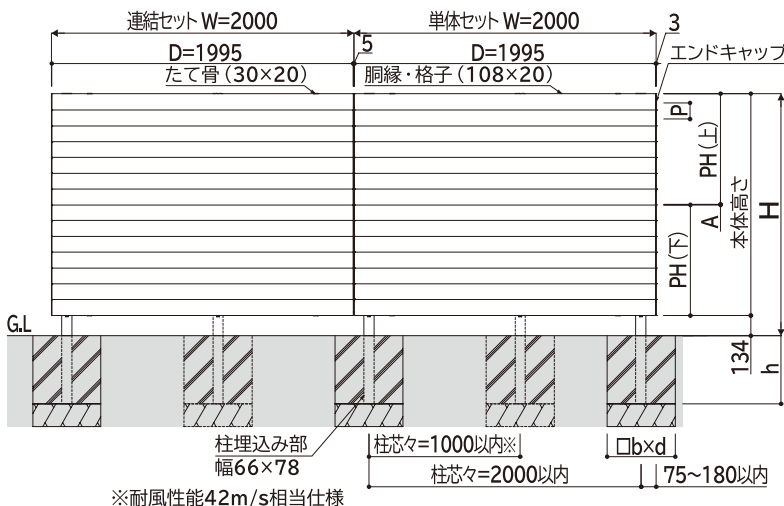 連結セット W=2000
単体セット W=2000
3
D=1995
5
D=1995
エンドキャップ
たて骨(30×20)
胴縁・格子(108×20)
P
PH(上)
A
PH(下)
本体高さ
H
G.L
134
h
柱埋込み部
幅66×78
柱芯々=1000以内※
□b×d
柱芯々=2000以内
75~180以内
※耐風性能42m/s相当仕様